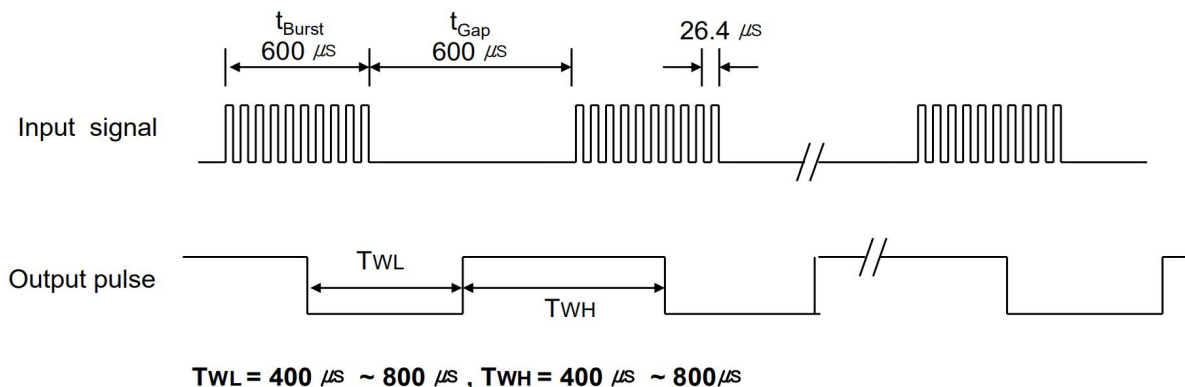 tBurst
600 μs
tGap
600 μs
26.4 μs
Input signal
Output pulse
TWL
TWH
TWL = 400 μs ~ 800 μs , TWH = 400 μs ~ 800μs